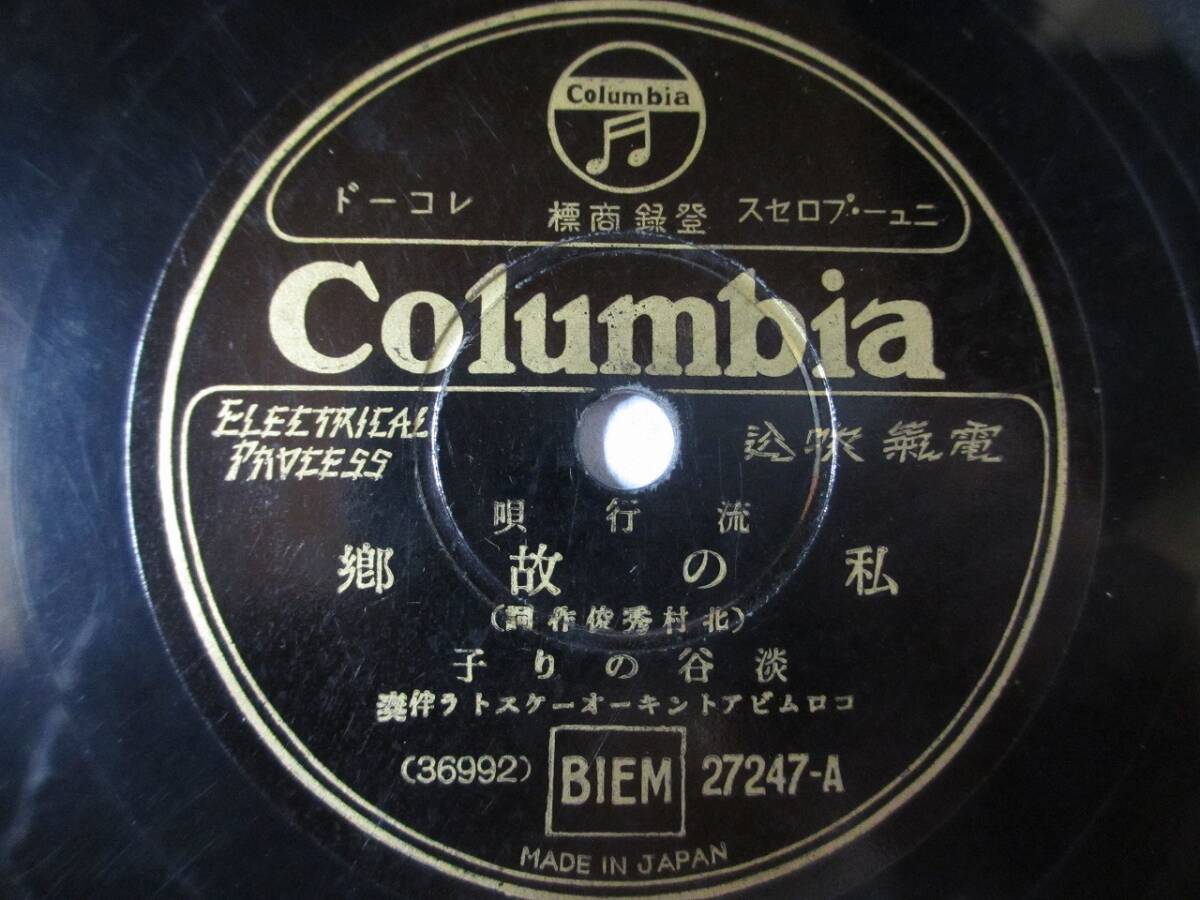 Columbia
ニュー・プロセス 登録商標 レコード
Columbia
ELECTRICAL PROCESS
電氣吹込
流行唄
私の故鄕
(北村秀俊作詞)
淡谷のり子
コロムビアトンキーオーケストラ伴奏
(36992) BIEM 27247-A
MADE IN JAPAN